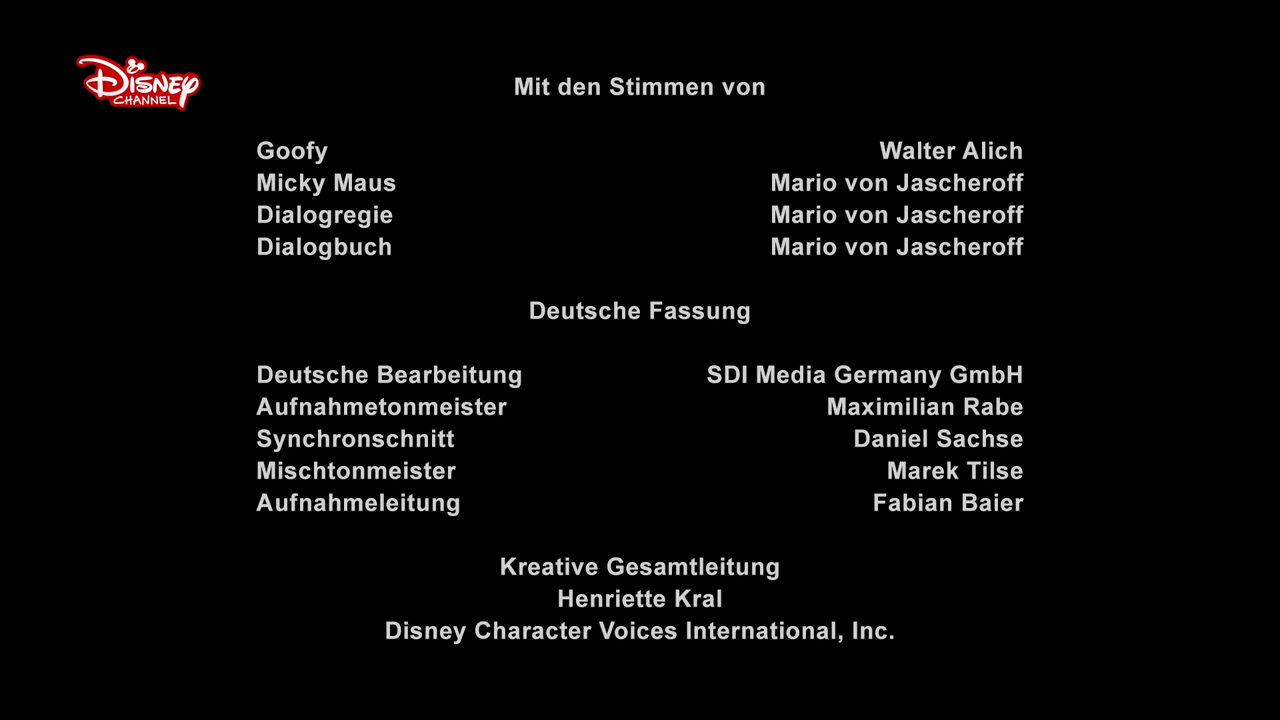 Disney
CHANNEL
Mit den Stimmen von
Goofy Walter Alich
Micky Maus Mario von Jascheroff
Dialogregie Mario von Jascheroff
Dialogbuch Mario von Jascheroff
Deutsche Fassung
Deutsche Bearbeitung SDI Media Germany GmbH
Aufnahmetonmeister Maximilian Rabe
Synchronschnitt Daniel Sachse
Mischtonmeister Marek Tilse
Aufnahmeleitung Fabian Baier
Kreative Gesamtleitung
Henriette Kral
Disney Character Voices International, Inc.